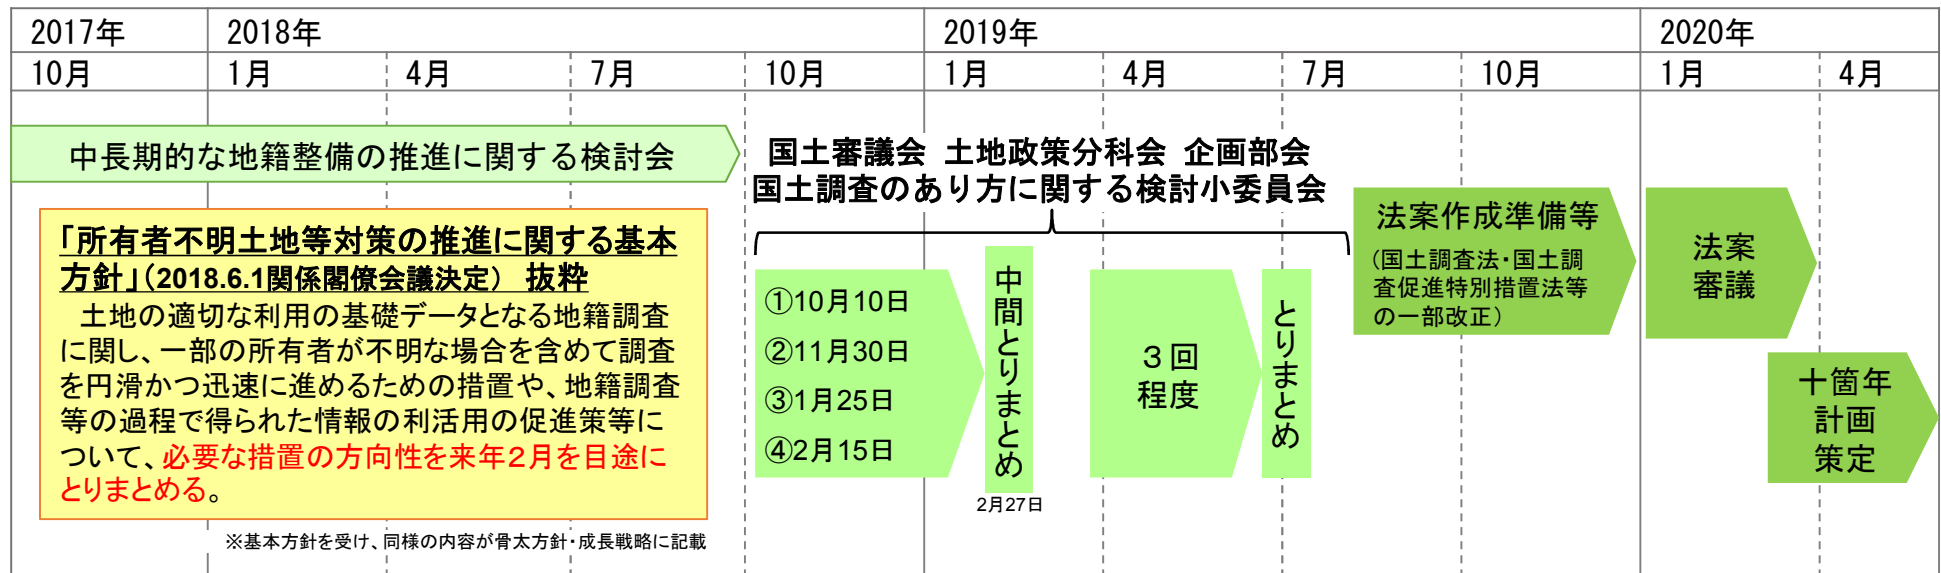 2017年
2018年
2019年
2020年
10月
1月
4月
7月
10月
1月
4月
7月
10月
1月
4月
中長期的な地籍整備の推進に関する検討会
「所有者不明土地等対策の推進に関する基本
方針」（2018.6.1関係閣僚会議決定） 抜粋
土地の適切な利用の基礎データとなる地籍調査
に関し、一部の所有者が不明な場合を含めて調査
を円滑かつ迅速に進めるための措置や、地籍調査
等の過程で得られた情報の利活用の促進策等に
ついて、必要な措置の方向性を来年２月を目途に
とりまとめる。
※基本方針を受け、同様の内容が骨太方針・成長戦略に記載
国土審議会 土地政策分科会 企画部会
国土調査のあり方に関する検討小委員会
①10月10日
②11月30日
③1月25日
④2月15日
中間とりまとめ
2月27日
３回
程度
とりまとめ
法案作成準備等
（国土調査法・国土調
査促進特別措置法等
の一部改正）
法案
審議
十箇年
計画
策定